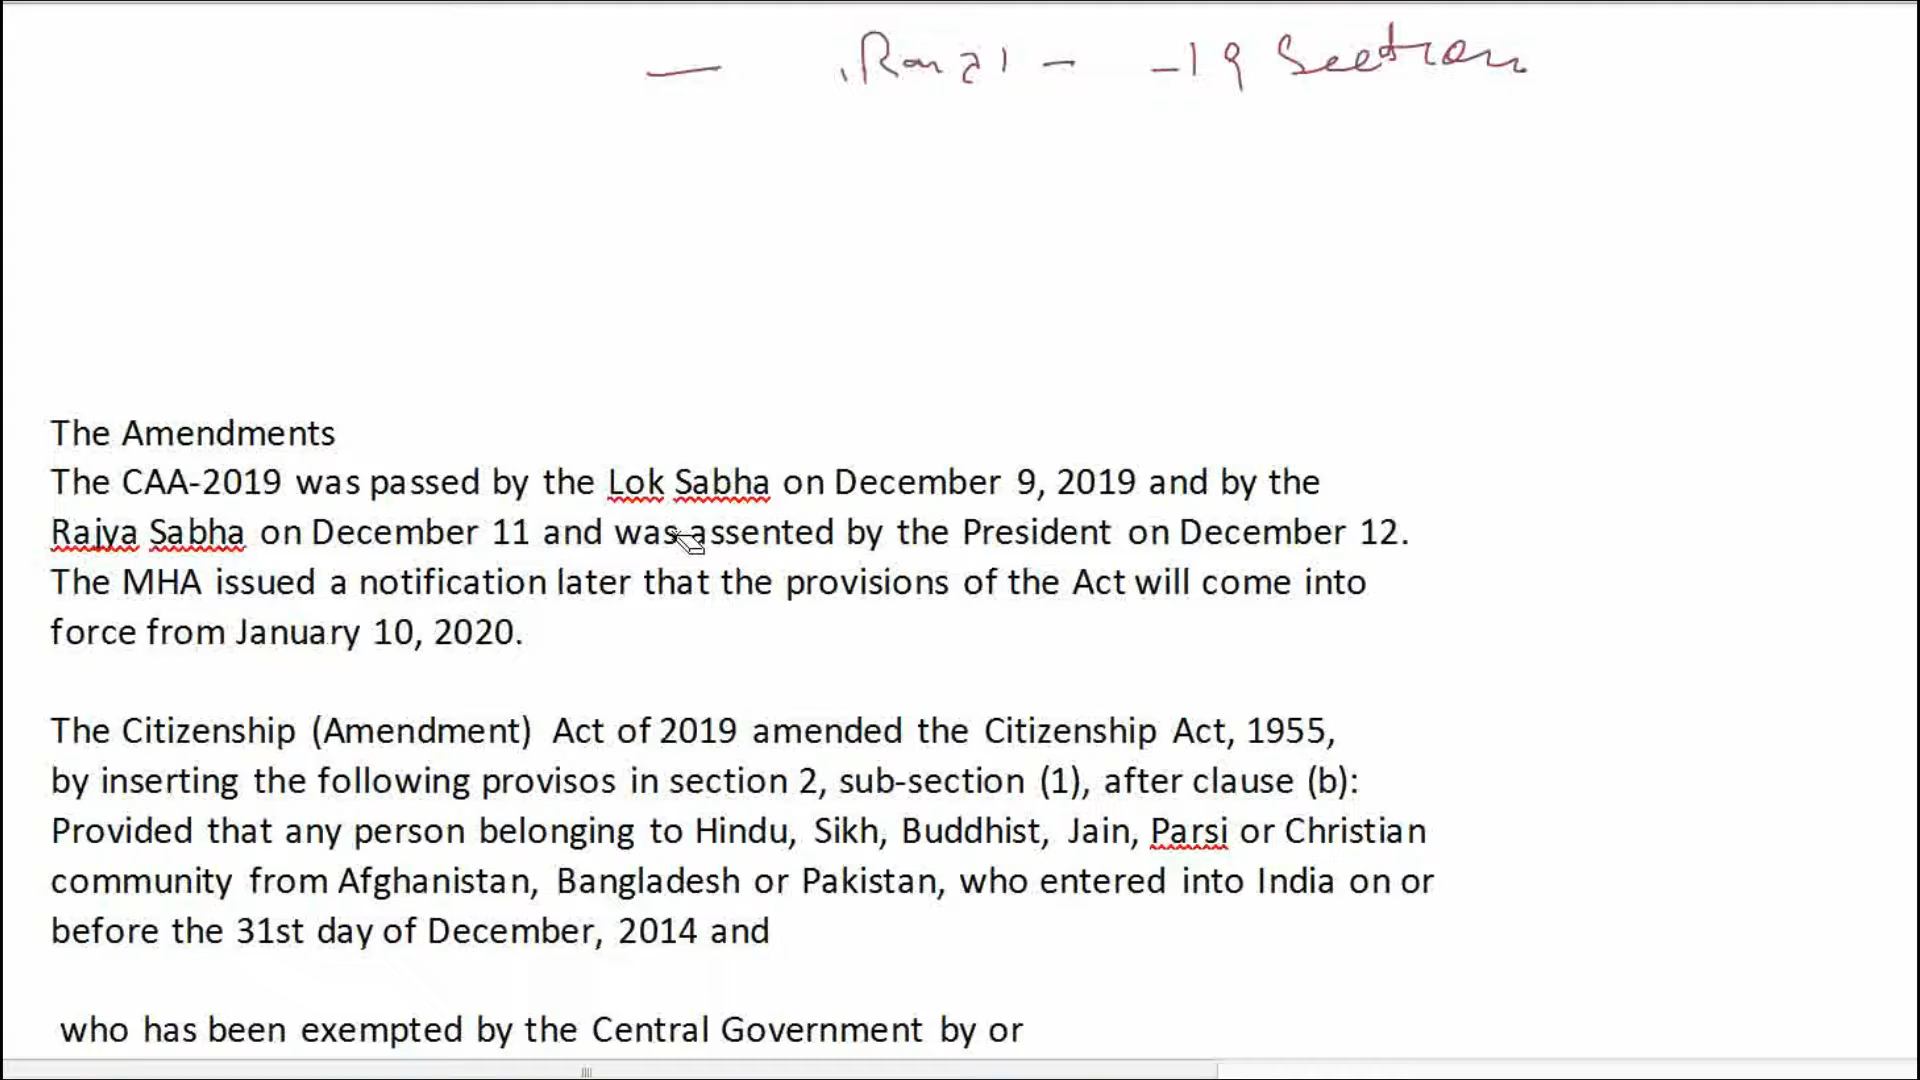 - 19 Section
The Amendments
The CAA-2019 was passed by the Lok Sabha on December 9, 2019 and by the
Rajya Sabha on December 11 and was assented by the President on December 12.
The MHA issued a notification later that the provisions of the Act will come into
force from January 10, 2020.
The Citizenship (Amendment) Act of 2019 amended the Citizenship Act, 1955,
by inserting the following provisos in section 2, sub-section (1), after clause (b):
Provided that any person belonging to Hindu, Sikh, Buddhist, Jain, Parsi or Christian
community from Afghanistan, Bangladesh or Pakistan, who entered into India on or
before the 31st day of December, 2014 and
who has been exempted by the Central Government by or